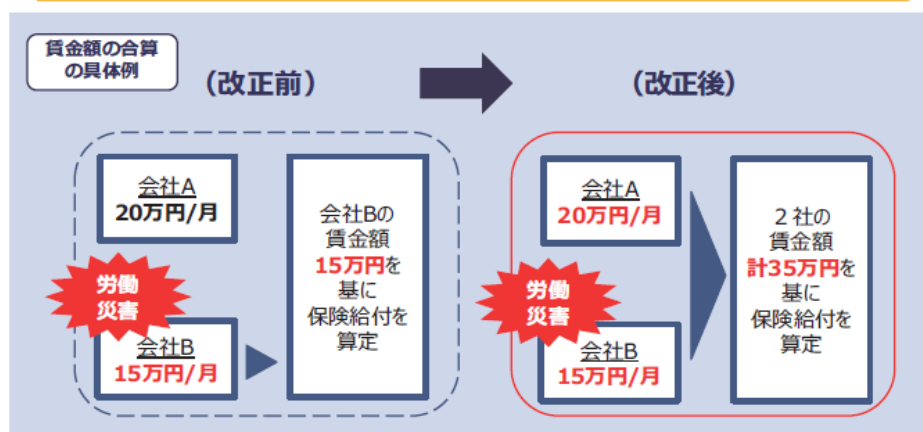 賃金額の合算
の具体例
（改正前）
（改正後）
会社A
20万円/月
労働
災害
会社B
15万円/月
会社Bの
賃金額
15万円を
基に
保険給付を
算定
会社A
20万円/月
労働
災害
会社B
15万円/月
２社の
賃金額
計35万円を
基に
保険給付を
算定